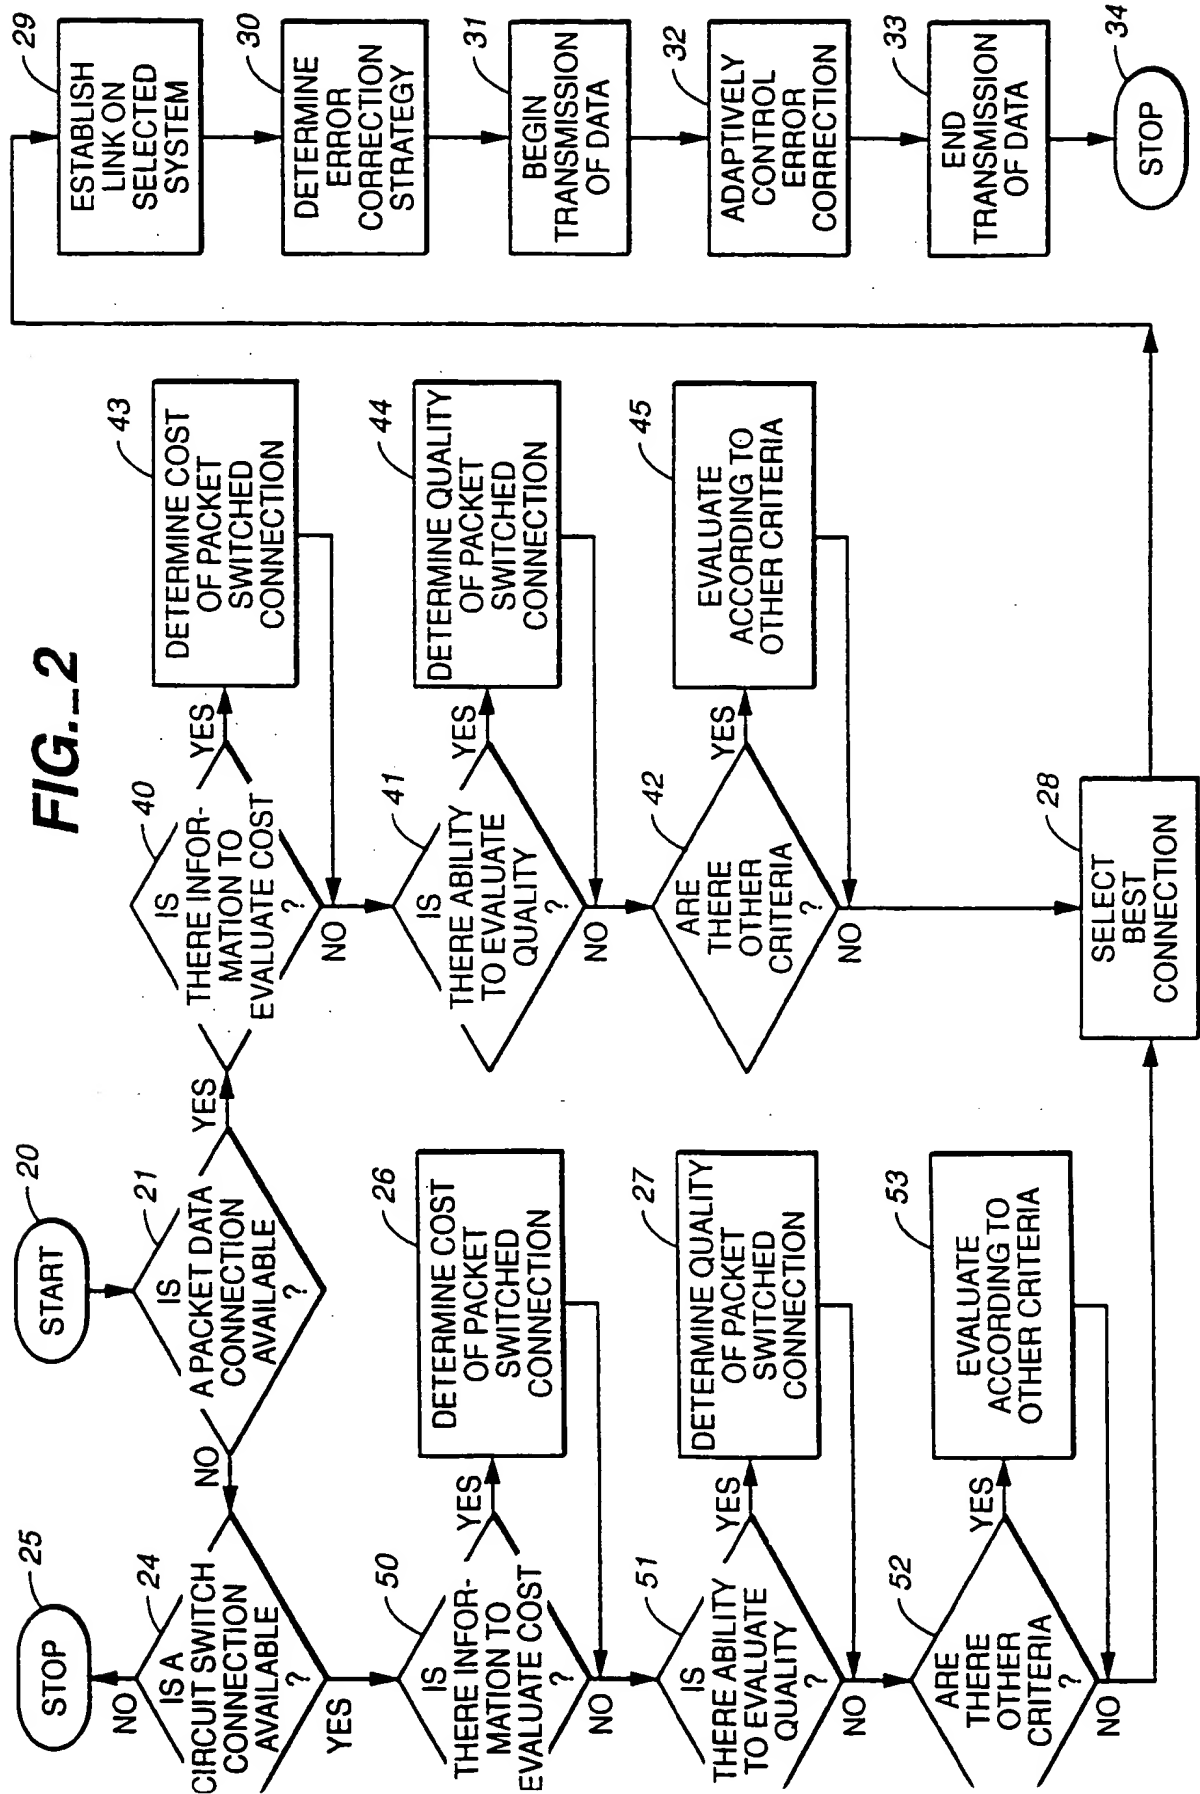 FIG._2
START
20
IS
A PACKET DATA
CONNECTION
AVAILABLE
?
21
YES
NO
STOP
25
NO
IS A
CIRCUIT SWITCH
CONNECTION
AVAILABLE
?
24
YES
IS
THERE INFOR-
MATION TO
EVALUATE COST
?
50
YES
NO
DETERMINE COST
OF PACKET
SWITCHED
CONNECTION
26
IS
THERE ABILITY
TO EVALUATE
QUALITY
?
51
YES
NO
DETERMINE QUALITY
OF PACKET
SWITCHED
CONNECTION
27
ARE
THERE
OTHER
CRITERIA
?
52
YES
NO
EVALUATE
ACCORDING TO
OTHER CRITERIA
53
IS
THERE INFOR-
MATION TO
EVALUATE COST
?
40
YES
NO
DETERMINE COST
OF PACKET
SWITCHED
CONNECTION
43
IS
THERE ABILITY
TO EVALUATE
QUALITY
?
41
YES
NO
DETERMINE QUALITY
OF PACKET
SWITCHED
CONNECTION
44
ARE
THERE
OTHER
CRITERIA
?
42
YES
NO
EVALUATE
ACCORDING TO
OTHER CRITERIA
45
SELECT
BEST
CONNECTION
28
ESTABLISH
LINK ON
SELECTED
SYSTEM
29
DETERMINE
ERROR
CORRECTION
STRATEGY
30
BEGIN
TRANSMISSION
OF DATA
31
ADAPTIVELY
CONTROL
ERROR
CORRECTION
32
END
TRANSMISSION
OF DATA
33
STOP
34